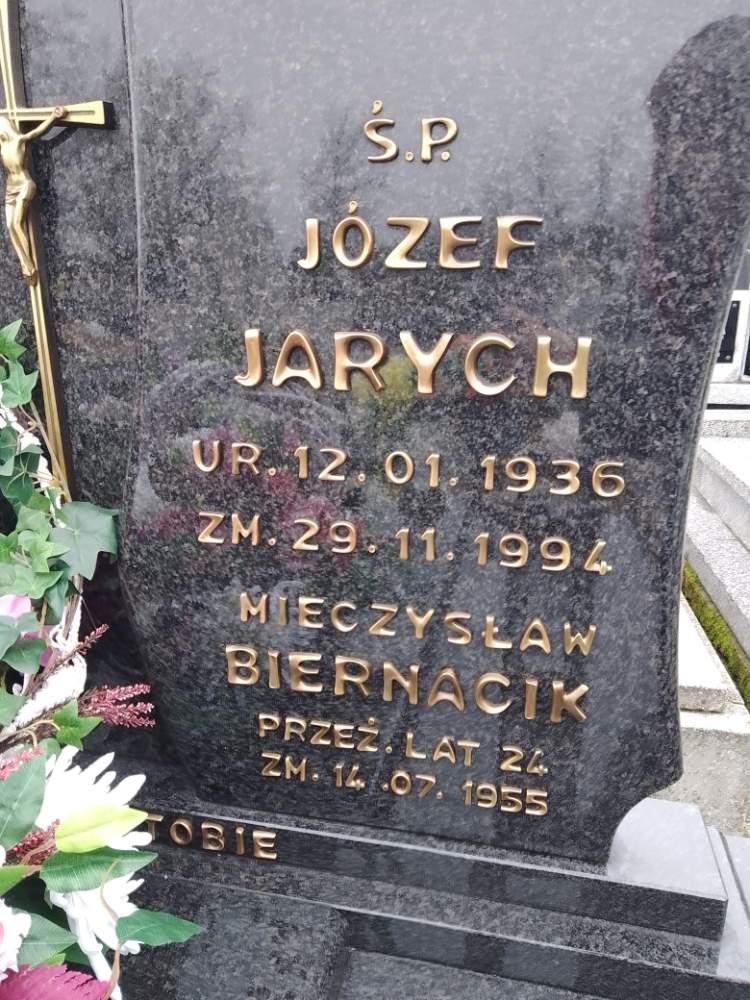 Ś.P.
JÓZEF
JARYCH
UR. 12.01.1936
ZM. 29.11.1994
MIECZYSŁAW
BIERNACIK
PRZEŻ. LAT 24
ZM. 14.07.1955
TOBIE